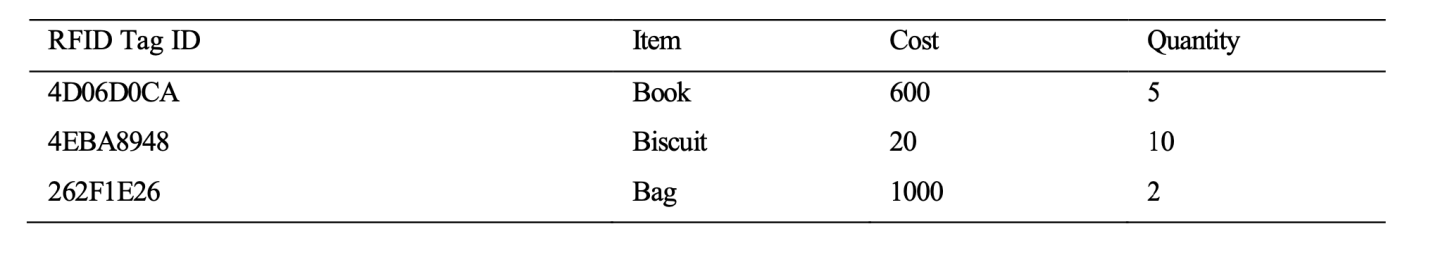 RFID Tag ID Item Cost Quantity
4D06D0CA Book 600 5
4EBA8948 Biscuit 20 10
262F1E26 Bag 1000 2